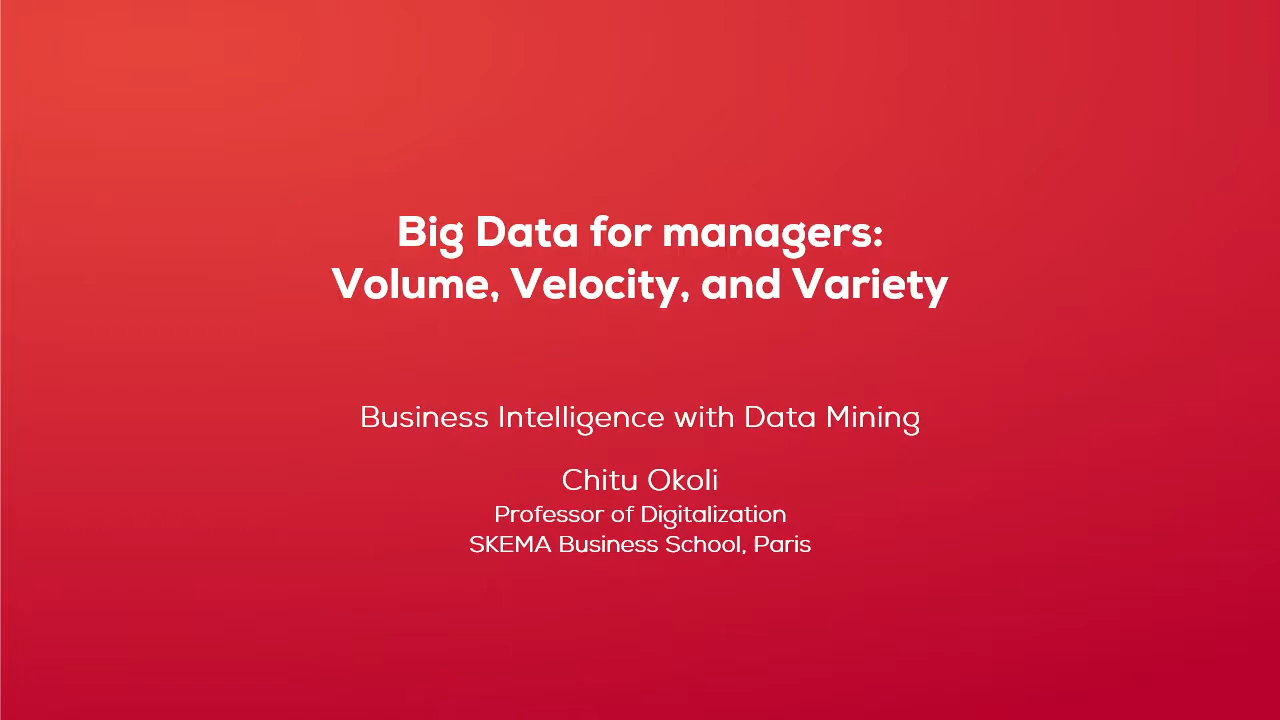 Big Data for managers:
Volume, Velocity, and Variety
Business Intelligence with Data Mining
Chitu Okoli
Professor of Digitalization
SKEMA Business School, Paris